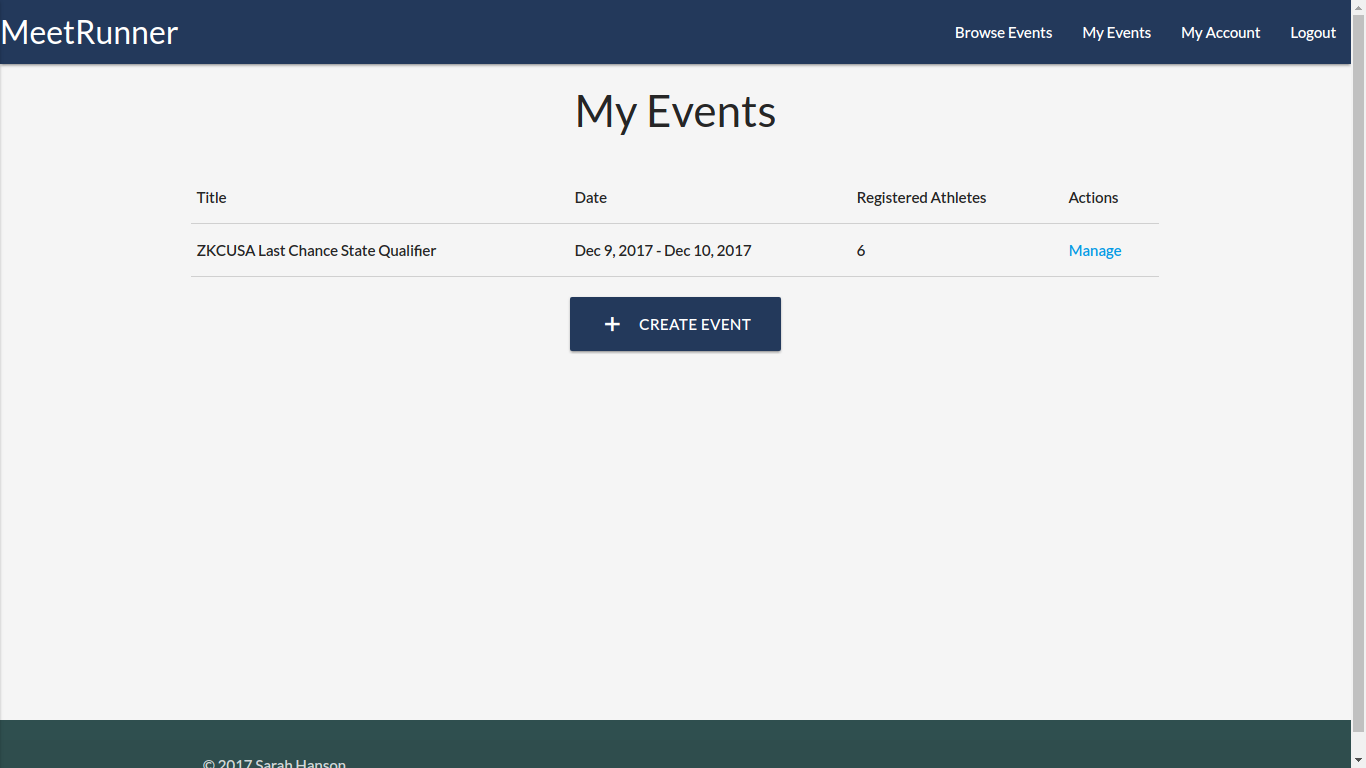 MeetRunner
Browse Events My Events My Account Logout
My Events
Title Date Registered Athletes Actions
ZKCUSA Last Chance State Qualifier Dec 9, 2017 - Dec 10, 2017 6 Manage
+ CREATE EVENT
© 2017 Sarah Hanson